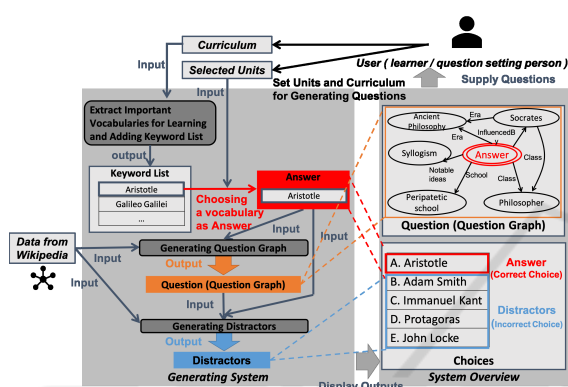 Curriculum
Input
Selected Units
User ( learner / question setting person )
Input
Set Units and Curriculum
for Generating Questions
Supply Questions
Extract Important
Vocabularies for Learning
and Adding Keyword List
output
Keyword List
Aristotle
Galileo Galilei
...
Choosing
a vocabulary
as Answer
Answer
Aristotle
Input
Input
Data from
Wikipedia
Input
Input
Generating Question Graph
Output
Question (Question Graph)
Input
Generating Distractors
Output
Distractors
Generating System
Ancient
Philosophy
Era
Socrates
Era
InfluencedB
y
Syllogism
Answer
Notable
ideas
School
Class
Class
Peripatetic
school
Philosopher
Question (Question Graph)
A. Aristotle
B. Adam Smith
C. Immanuel Kant
D. Protagoras
E. John Locke
Answer
(Correct Choice)
Distractors
(Incorrect Choice)
Choices
System Overview
Display Outputs